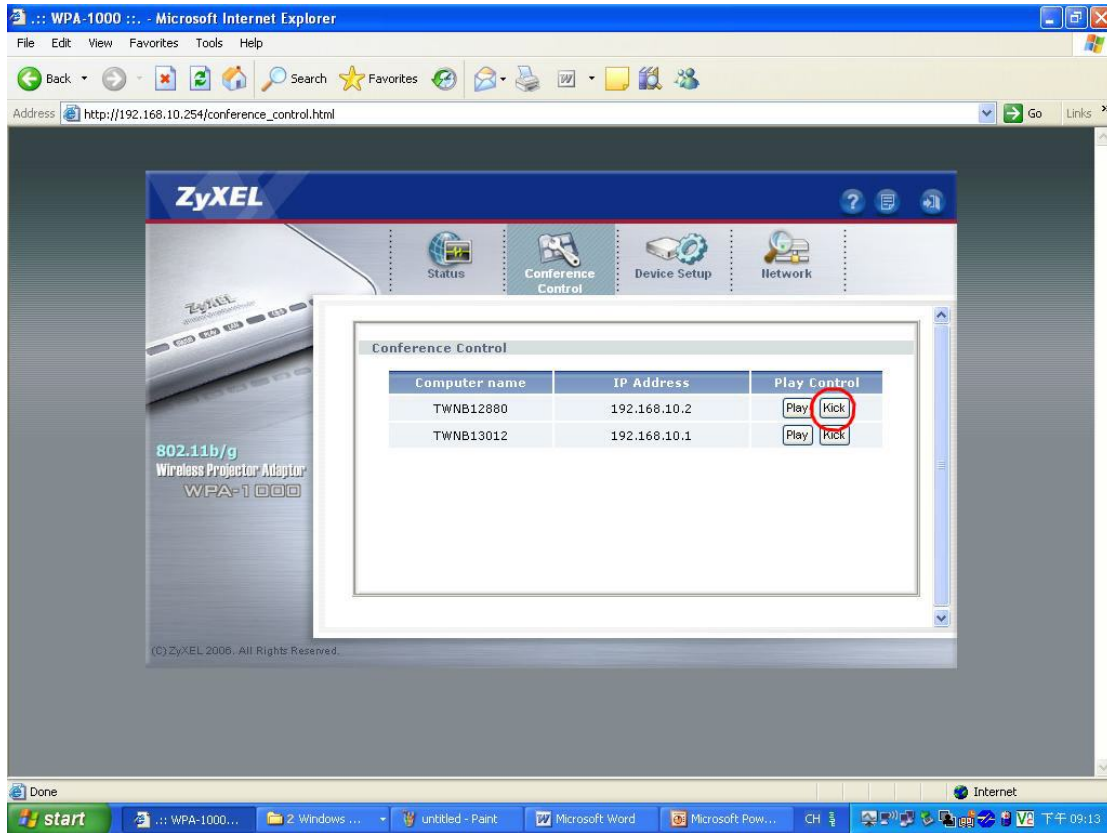 .:: WPA-1000 ::. - Microsoft Internet Explorer
File Edit View Favorites Tools Help
Back Search Favorites
Address http://192.168.10.254/conference_control.html Go Links
ZyXEL
Status
Conference Control
Device Setup
Network
ZyXEL
Conference Control
Computer name IP Address Play Control
TWNB12880 192.168.10.2 Play Kick
TWNB13012 192.168.10.1 Play Kick
802.11b/g
Wireless Projector Adaptor
WPA-1000
(C) ZyXEL 2006. All Rights Reserved.
Done Internet
start .:: WPA-1000... 2 Windows ... untitled - Paint Microsoft Word Microsoft Pow... CH 下午 09:13